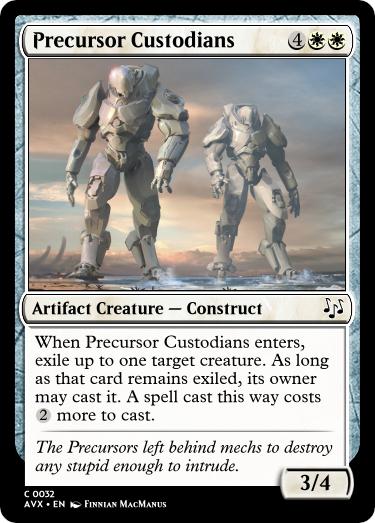 Precursor Custodians 4
Artifact Creature — Construct
When Precursor Custodians enters,
exile up to one target creature. As long
as that card remains exiled, its owner
may cast it. A spell cast this way costs
2 more to cast.
The Precursors left behind mechs to destroy
any stupid enough to intrude.
3/4
C 0032
AVX • EN Finnian MacManus